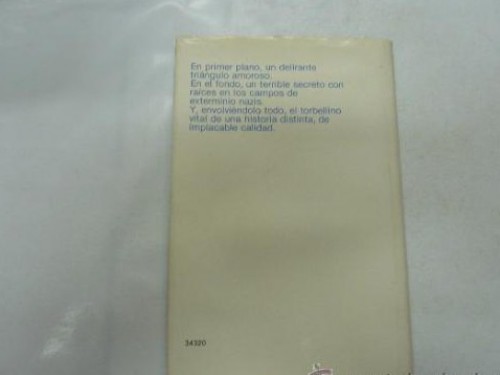 En primer plano, un delirante
triángulo amoroso.
En el fondo, un terrible secreto con
raíces en los campos de
exterminio nazis.
Y, envolviéndolo todo, el torbellino
vital de una historia distinta, de
implacable calidad.
34320